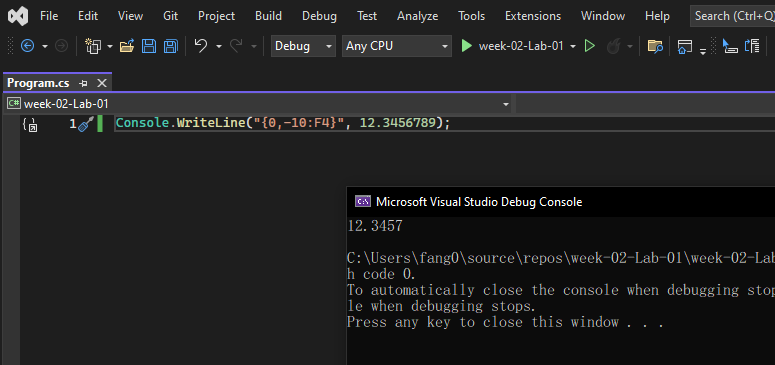 File Edit View Git Project Build Debug Test Analyze Tools Extensions Window Help Search (Ctrl+Q)
Debug Any CPU week-02-Lab-01
Program.cs
C# week-02-Lab-01
1 Console.WriteLine("{0,-10:F4}", 12.3456789);
C:\ Microsoft Visual Studio Debug Console
12.3457
C:\Users\fang0\source\repos\week-02-Lab-01\week-02-Lab
h code 0.
To automatically close the console when debugging stop
le when debugging stops.
Press any key to close this window . . .